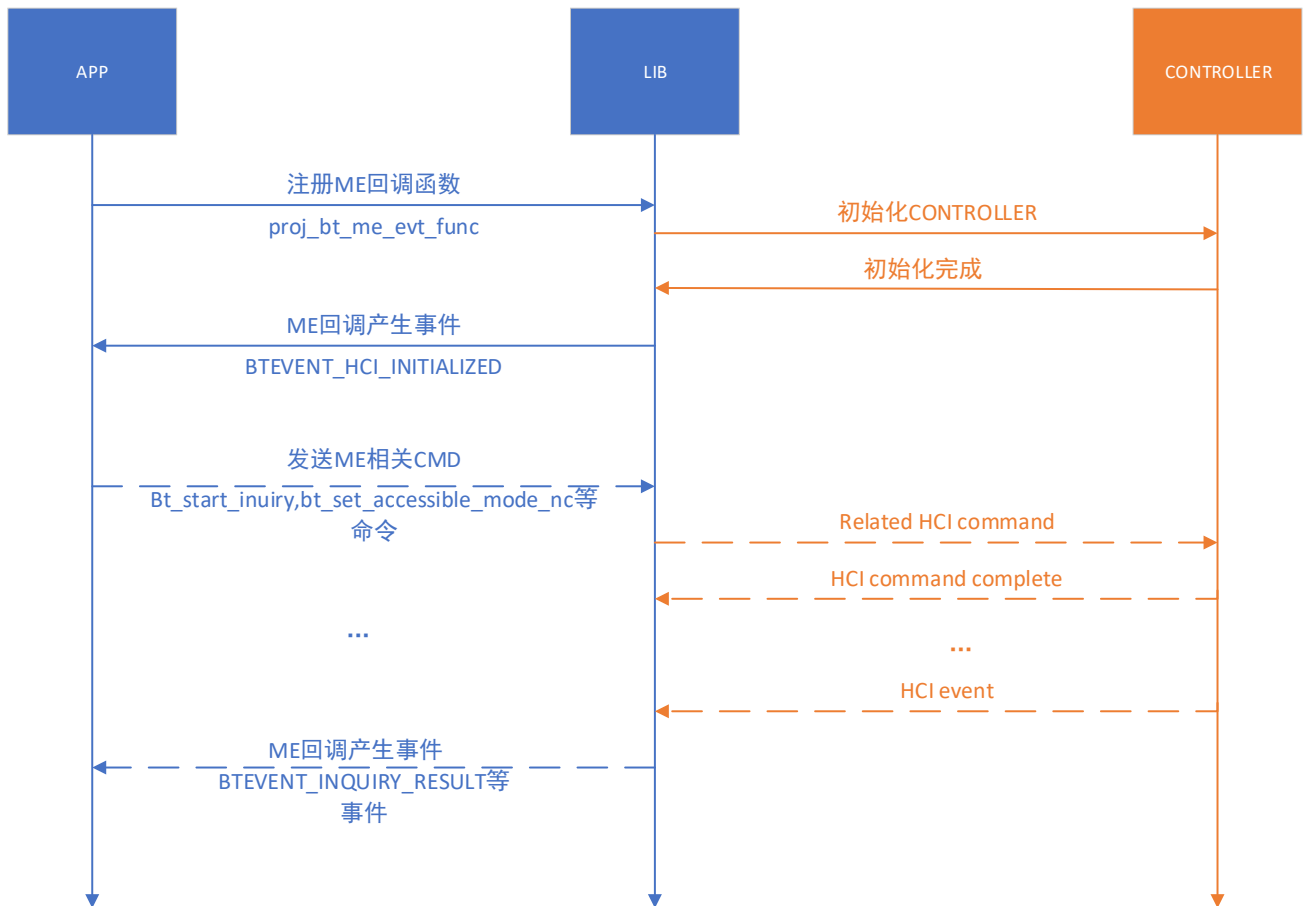 APP
LIB
CONTROLLER
注册ME回调函数
proj_bt_me_evt_func
初始化CONTROLLER
初始化完成
ME回调产生事件
BTEVENT_HCI_INITIALIZED
发送ME相关CMD
Bt_start_inuiry,bt_set_accessible_mode_nc等
命令
Related HCI command
HCI command complete
...
...
HCI event
ME回调产生事件
BTEVENT_INQUIRY_RESULT等
事件